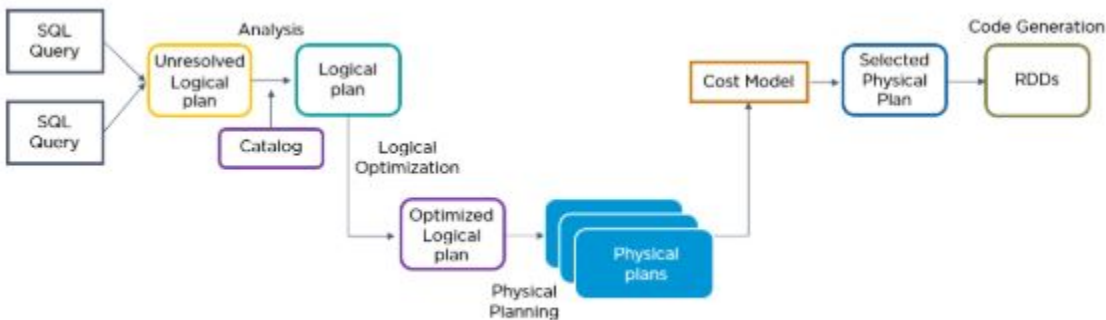 SQL
Query
SQL
Query
Unresolved
Logical
plan
Analysis
Catalog
Logical
plan
Logical
Optimization
Optimized
Logical
plan
Physical
Planning
Physical
plans
Cost Model
Selected
Physical
Plan
Code Generation
RDDs